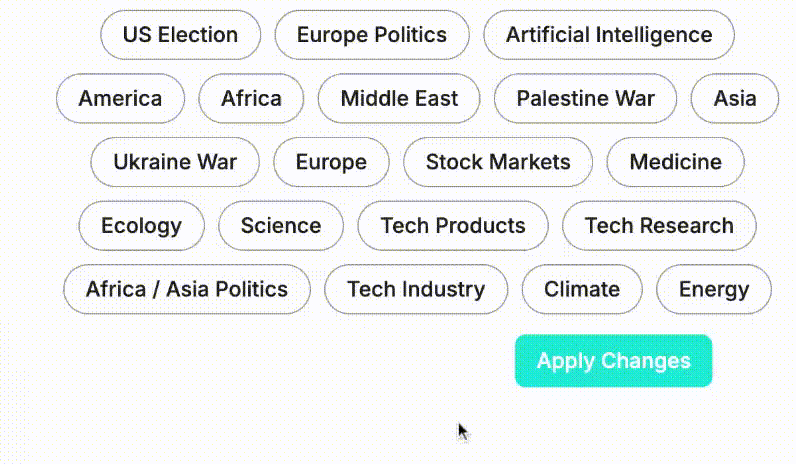 US Election Europe Politics Artificial Intelligence
America Africa Middle East Palestine War Asia
Ukraine War Europe Stock Markets Medicine
Ecology Science Tech Products Tech Research
Africa / Asia Politics Tech Industry Climate Energy
Apply Changes